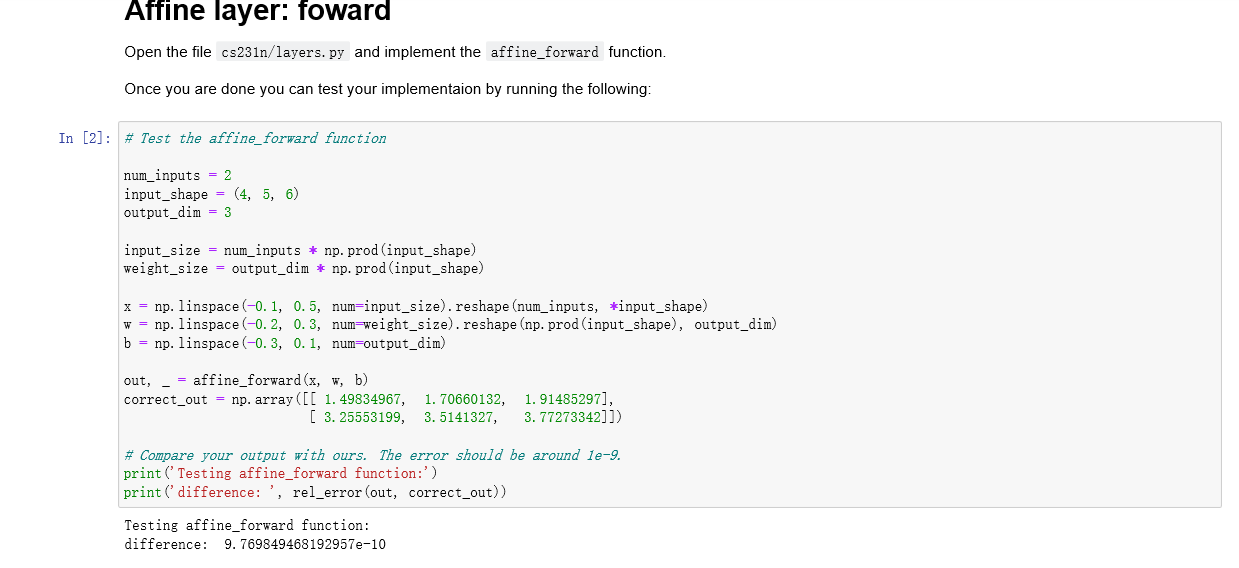 Affine layer: foward
Open the file cs231n/layers.py and implement the affine_forward function.
Once you are done you can test your implementaion by running the following:
In [2]: # Test the affine_forward function
num_inputs = 2
input_shape = (4, 5, 6)
output_dim = 3
input_size = num_inputs * np.prod(input_shape)
weight_size = output_dim * np.prod(input_shape)
x = np.linspace(-0.1, 0.5, num=input_size).reshape(num_inputs, *input_shape)
w = np.linspace(-0.2, 0.3, num=weight_size).reshape(np.prod(input_shape), output_dim)
b = np.linspace(-0.3, 0.1, num=output_dim)
out, _ = affine_forward(x, w, b)
correct_out = np.array([[ 1.49834967, 1.70660132, 1.91485297],
[ 3.25553199, 3.5141327, 3.77273342]])
# Compare your output with ours. The error should be around 1e-9.
print('Testing affine_forward function:')
print('difference: ', rel_error(out, correct_out))
Testing affine_forward function:
difference: 9.769849468192957e-10